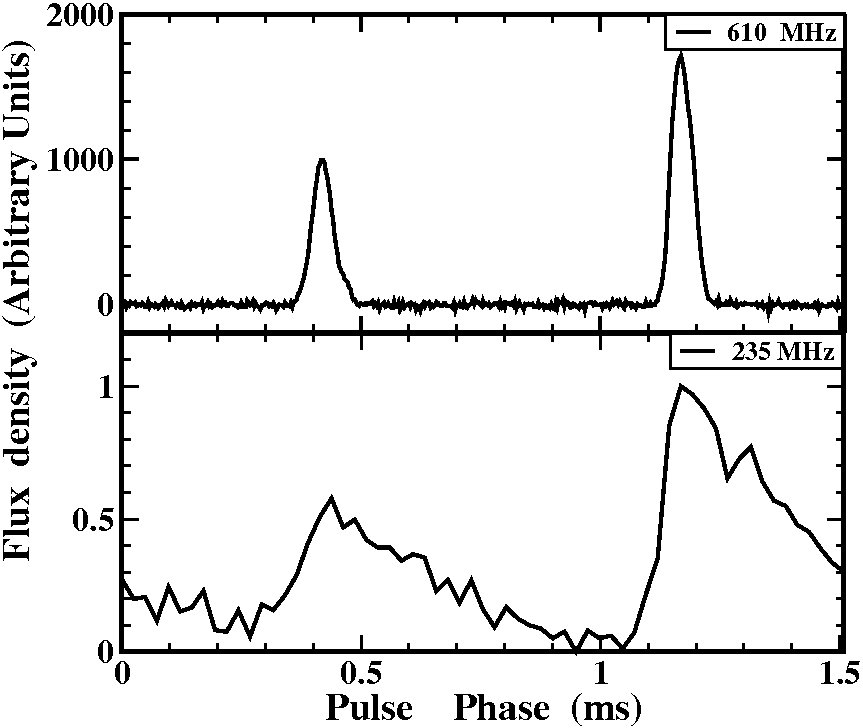 2000
610 MHz
1000
0
235 MHz
1
0.5
0
0 0.5 1 1.5
Pulse Phase (ms)
Flux density (Arbitrary Units)